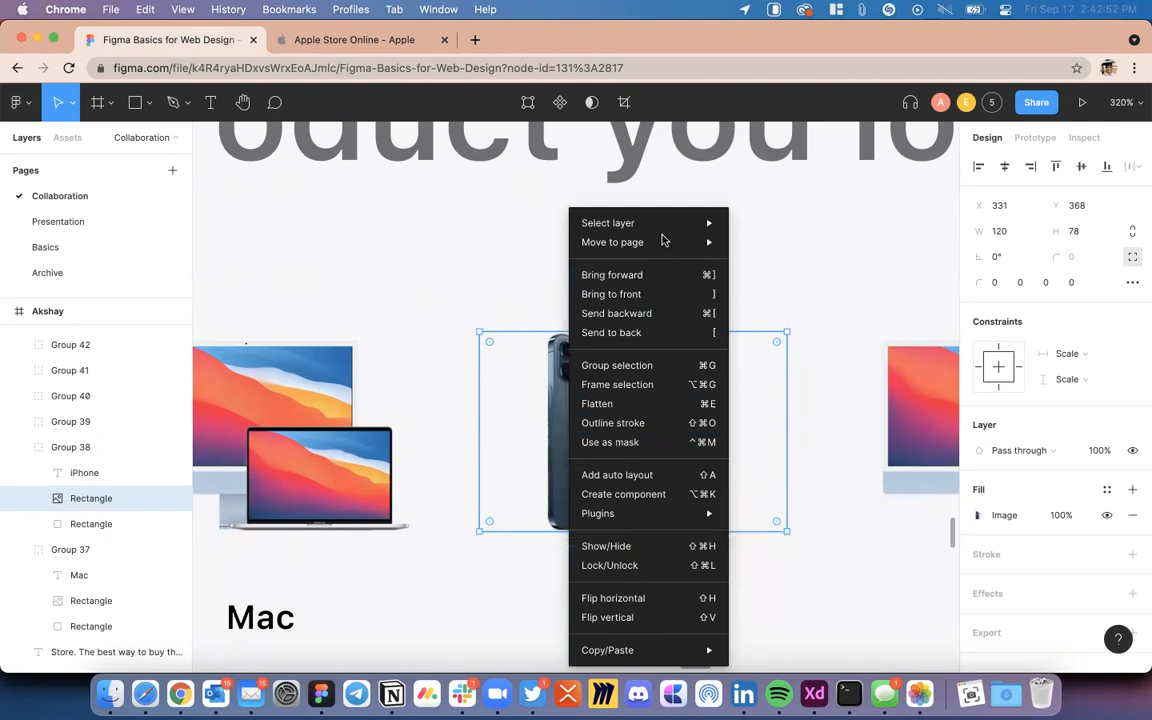 Chrome File Edit View History Bookmarks Profiles Tab Window Help Fri Sep 17 2:42:52 PM
Figma Basics for Web Design - Apple Store Online - Apple
figma.com/file/k4R4ryaHDxvsWrxEoAJmlc/Figma-Basics-for-Web-Design?node-id=131%3A2817
A E 5 Share 320%
Layers Assets Collaboration
Pages
Collaboration
Presentation
Basics
Archive
Akshay
Group 42
Group 41
Group 40
Group 39
Group 38
iPhone
Rectangle
Rectangle
Group 37
Mac
Rectangle
Rectangle
Store. The best way to buy th...
oduct you lo
Mac
Select layer
Move to page
Bring forward ⌘]
Bring to front ]
Send backward ⌘[
Send to back [
Group selection ⌘G
Frame selection ⌥⌘G
Flatten ⌘E
Outline stroke ⇧⌘O
Use as mask ^⌘M
Add auto layout ⇧A
Create component ⌥⌘K
Plugins
Show/Hide ⇧⌘H
Lock/Unlock ⇧⌘L
Flip horizontal ⇧H
Flip vertical ⇧V
Copy/Paste
Design Prototype Inspect
X 331 Y 368
W 120 H 78
0° 0
0 0 0 0
Constraints
Scale
Scale
Layer
Pass through 100%
Fill
Image 100%
Stroke
Effects
Export
?